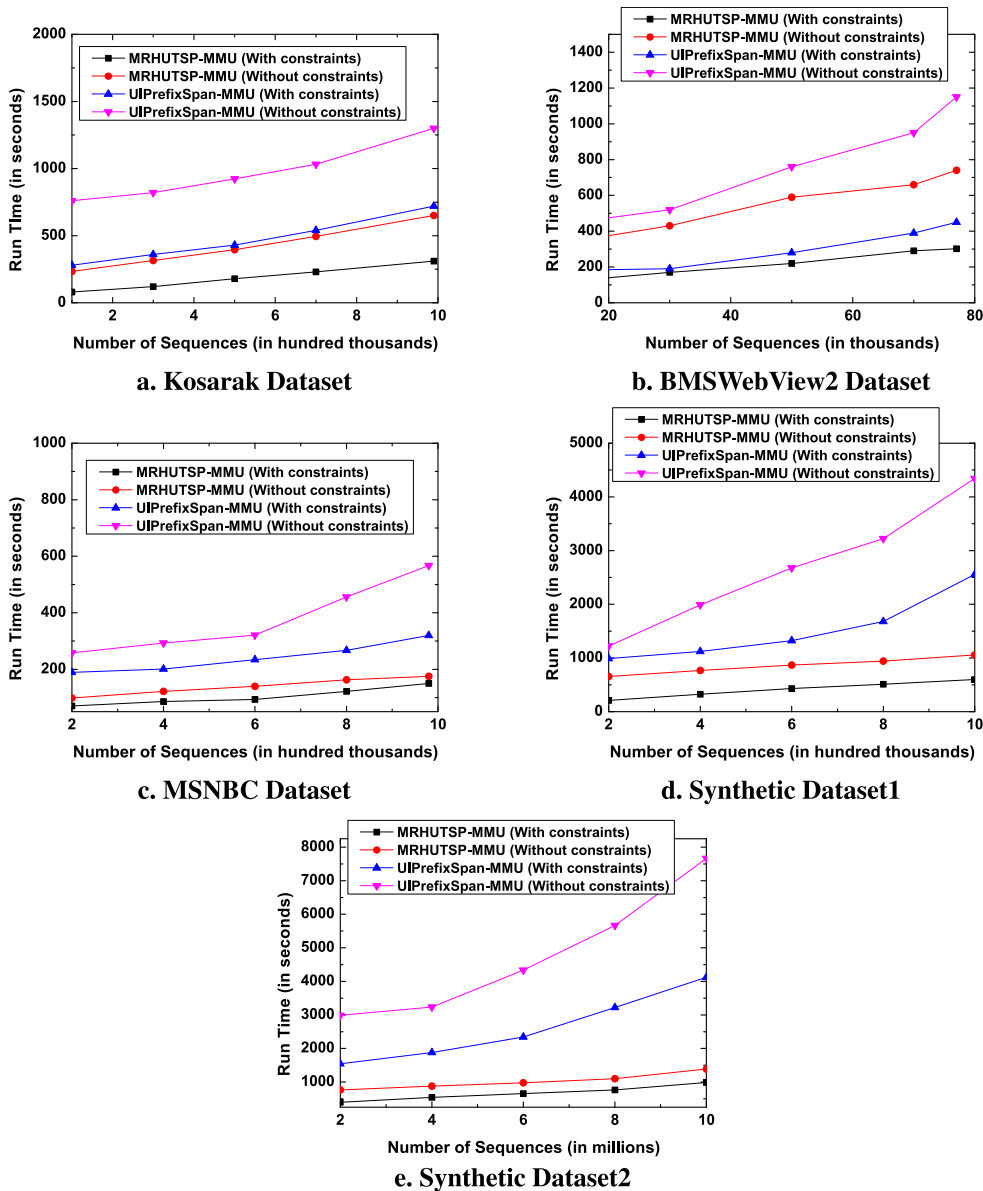 2000
1500
1000
500
0
MRHUTSP-MMU (With constraints)
MRHUTSP-MMU (Without constraints)
UIPrefixSpan-MMU (With constraints)
UIPrefixSpan-MMU (Without constraints)
Run TIme (in seconds)
2 4 6 8 10
Number of Sequences (in hundred thousands)
a. Kosarak Dataset
MRHUTSP-MMU (With constraints)
MRHUTSP-MMU (Without constraints)
UIPrefixSpan-MMU (With constraints)
UIPrefixSpan-MMU (Without constraints)
1400
1200
1000
800
600
400
200
0
Run Time (in seconds)
20 40 60 80
Number of Sequences (in thousands)
b. BMSWebView2 Dataset
1000
800
600
400
200
MRHUTSP-MMU (With constraints)
MRHUTSP-MMU (Without constraints)
UIPrefixSpan-MMU (With constraints)
UIPrefixSpan-MMU (Without constraints)
Run Time (in seconds)
2 4 6 8 10
Number of Sequences (in hundred thousands)
c. MSNBC Dataset
MRHUTSP-MMU (With constraints)
MRHUTSP-MMU (Without constraints)
UIPrefixSpan-MMU (With constraints)
UIPrefixSpan-MMU (Without constraints)
5000
4000
3000
2000
1000
0
Run Time (in seconds)
2 4 6 8 10
Number of Sequences (in hundred thousands)
d. Synthetic Dataset1
MRHUTSP-MMU (With constraints)
MRHUTSP-MMU (Without constraints)
UIPrefixSpan-MMU (With constraints)
UIPrefixSpan-MMU (Without constraints)
8000
7000
6000
5000
4000
3000
2000
1000
Run Time (in seconds)
2 4 6 8 10
Number of Sequences (in millions)
e. Synthetic Dataset2